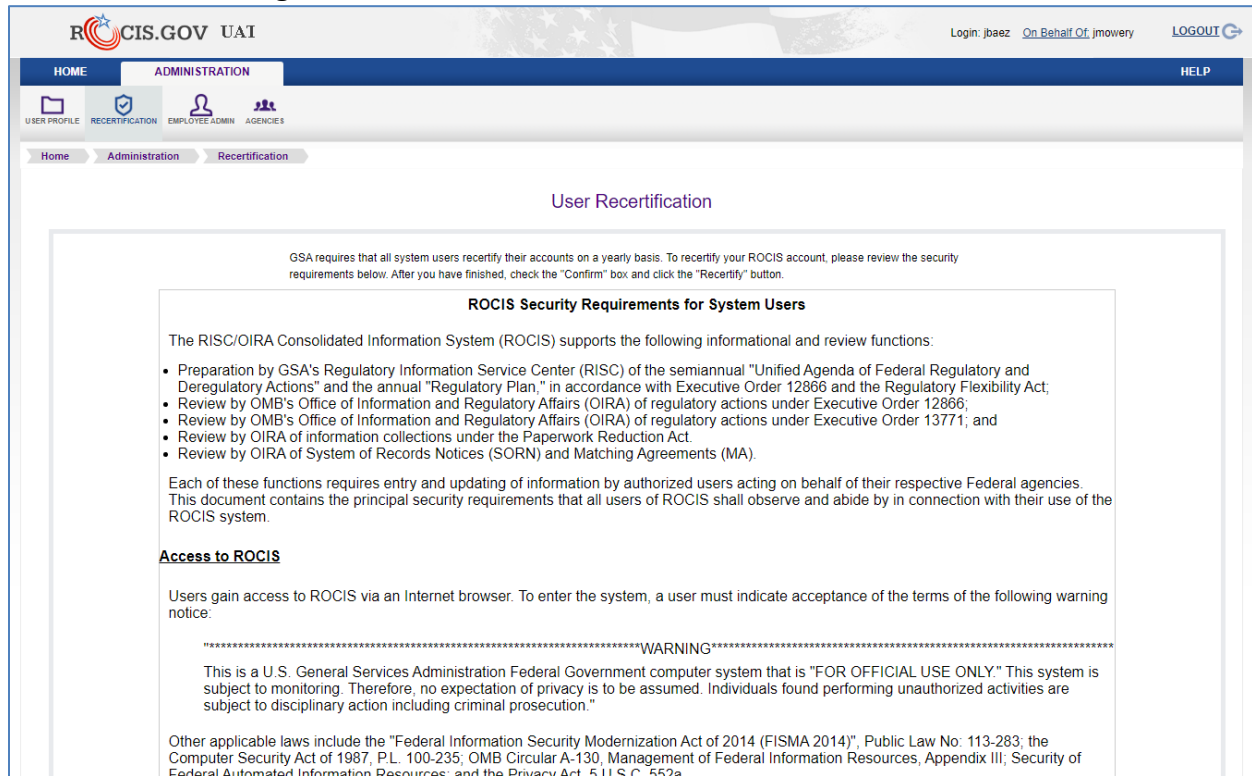 ROCIS.GOV UAT
Login: jbaez On Behalf Of: jmowery LOGOUT
HOME ADMINISTRATION HELP
USER PROFILE RECERTIFICATION EMPLOYEE ADMIN AGENCIES
Home Administration Recertification
User Recertification
GSA requires that all system users recertify their accounts on a yearly basis. To recertify your ROCIS account, please review the security
requirements below. After you have finished, check the "Confirm" box and click the "Recertify" button.
ROCIS Security Requirements for System Users
The RISC/OIRA Consolidated Information System (ROCIS) supports the following informational and review functions:
• Preparation by GSA's Regulatory Information Service Center (RISC) of the semiannual "Unified Agenda of Federal Regulatory and
Deregulatory Actions" and the annual "Regulatory Plan," in accordance with Executive Order 12866 and the Regulatory Flexibility Act;
• Review by OMB's Office of Information and Regulatory Affairs (OIRA) of regulatory actions under Executive Order 12866;
• Review by OMB's Office of Information and Regulatory Affairs (OIRA) of regulatory actions under Executive Order 13771; and
• Review by OIRA of information collections under the Paperwork Reduction Act.
• Review by OIRA of System of Records Notices (SORN) and Matching Agreements (MA).
Each of these functions requires entry and updating of information by authorized users acting on behalf of their respective Federal agencies.
This document contains the principal security requirements that all users of ROCIS shall observe and abide by in connection with their use of the
ROCIS system.
Access to ROCIS
Users gain access to ROCIS via an Internet browser. To enter the system, a user must indicate acceptance of the terms of the following warning
notice:
"**************************************************************************WARNING**********************************************************************
This is a U.S. General Services Administration Federal Government computer system that is "FOR OFFICIAL USE ONLY." This system is
subject to monitoring. Therefore, no expectation of privacy is to be assumed. Individuals found performing unauthorized activities are
subject to disciplinary action including criminal prosecution."
Other applicable laws include the "Federal Information Security Modernization Act of 2014 (FISMA 2014)", Public Law No: 113-283; the
Computer Security Act of 1987, P.L. 100-235; OMB Circular A-130, Management of Federal Information Resources, Appendix III; Security of
Federal Automated Information Resources; and the Privacy Act, 5 U.S.C. 552a